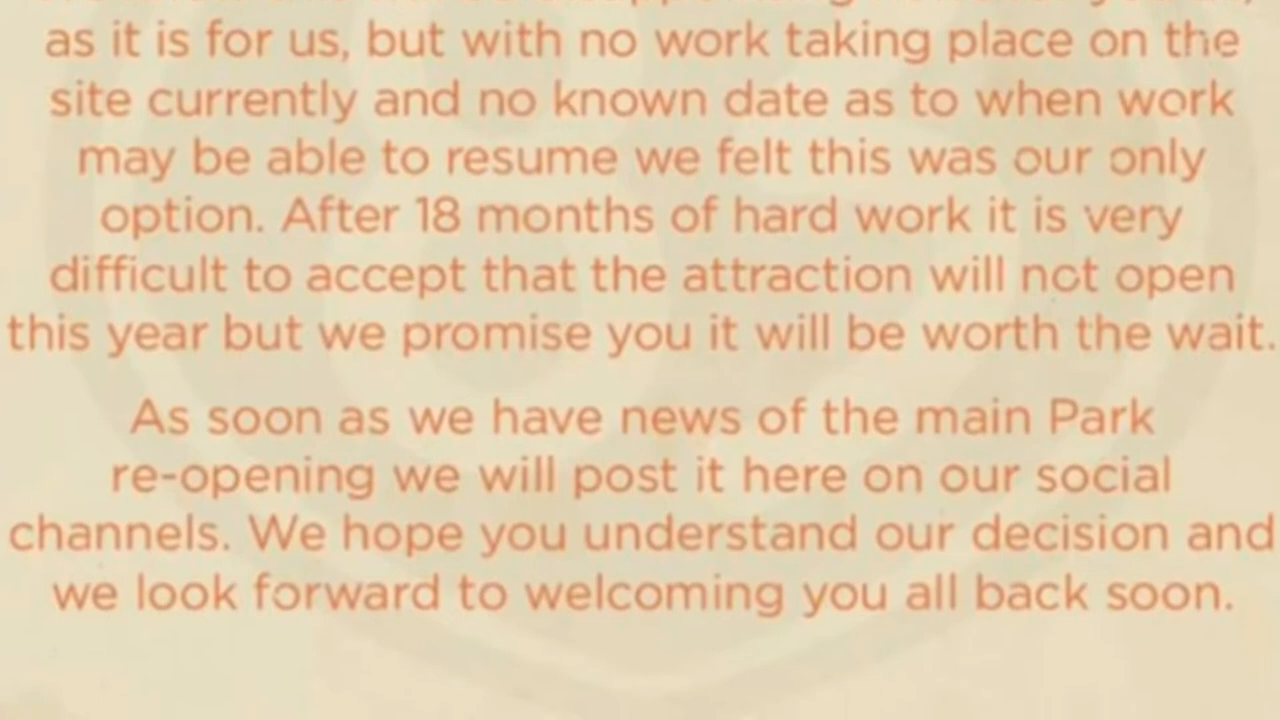 as it is for us, but with no work taking place on the
site currently and no known date as to when work
may be able to resume we felt this was our only
option. After 18 months of hard work it is very
difficult to accept that the attraction will not open
this year but we promise you it will be worth the wait.
As soon as we have news of the main Park
re-opening we will post it here on our social
channels. We hope you understand our decision and
we look forward to welcoming you all back soon.